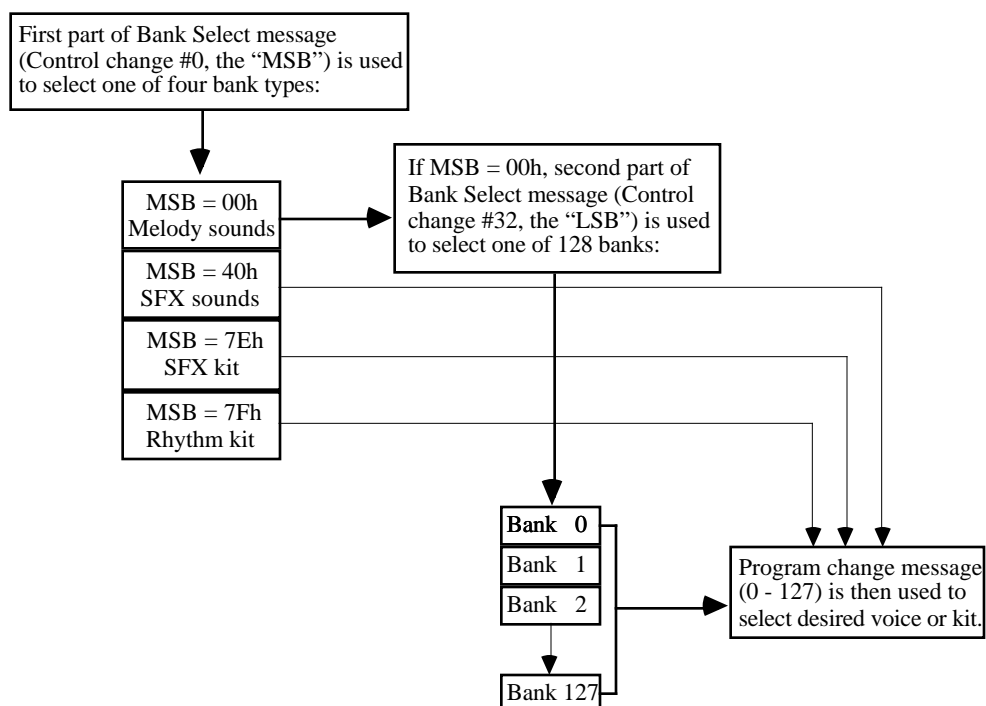 First part of Bank Select message
(Control change #0, the “MSB”) is used
to select one of four bank types:
If MSB = 00h, second part of
Bank Select message (Control
change #32, the “LSB”) is used
to select one of 128 banks:
MSB = 00h
Melody sounds
MSB = 40h
SFX sounds
MSB = 7Eh
SFX kit
MSB = 7Fh
Rhythm kit
Bank 0
Bank 1
Bank 2
Bank 127
Program change message
(0 - 127) is then used to
select desired voice or kit.